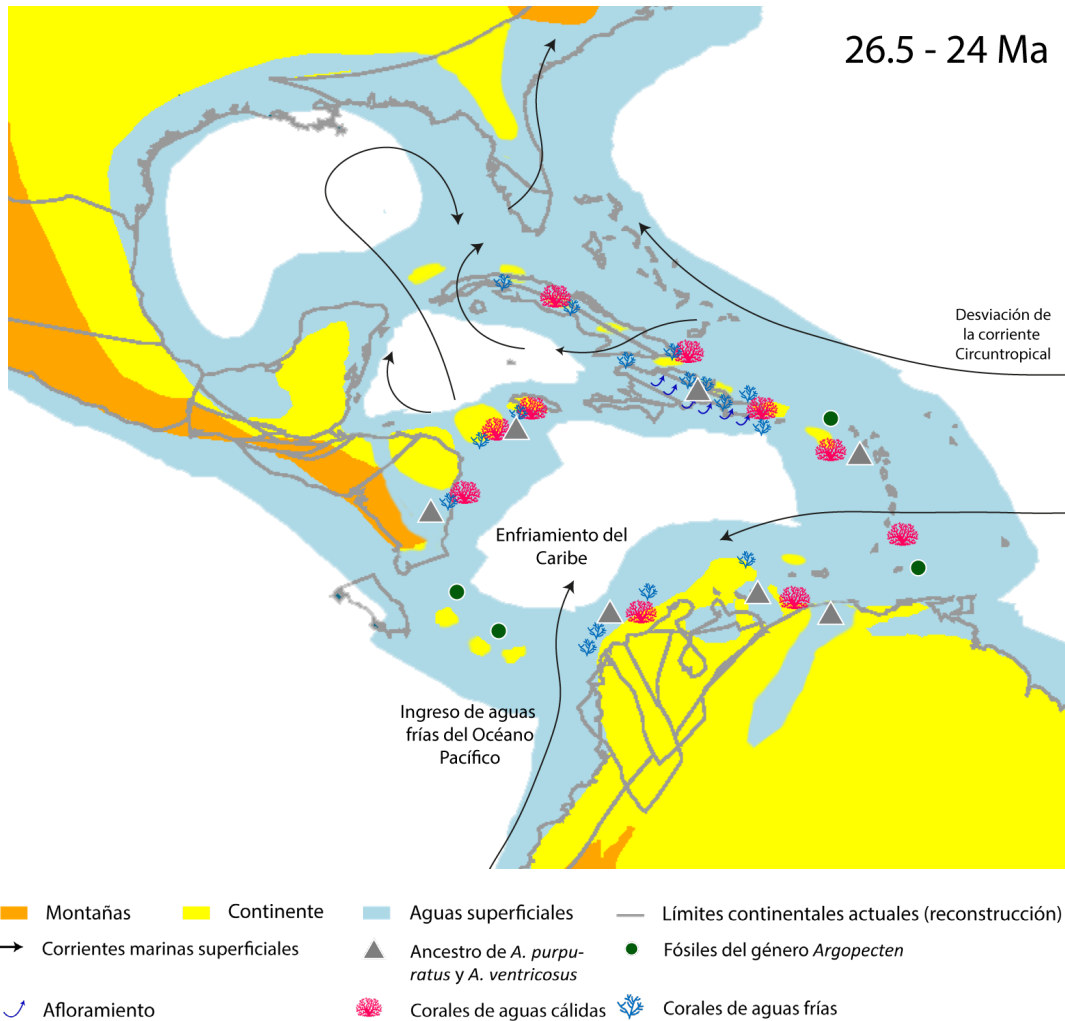 26.5 - 24 Ma
Desviación de
la corriente
Circuntropical
Enfriamiento del
Caribe
Ingreso de aguas
frías del Océano
Pacífico
Montañas
Continente
Aguas superficiales
Límites continentales actuales (reconstrucción)
Corrientes marinas superficiales
Ancestro de A. purpu-
ratus y A. ventricosus
Fósiles del género Argopecten
Afloramiento
Corales de aguas cálidas
Corales de aguas frías